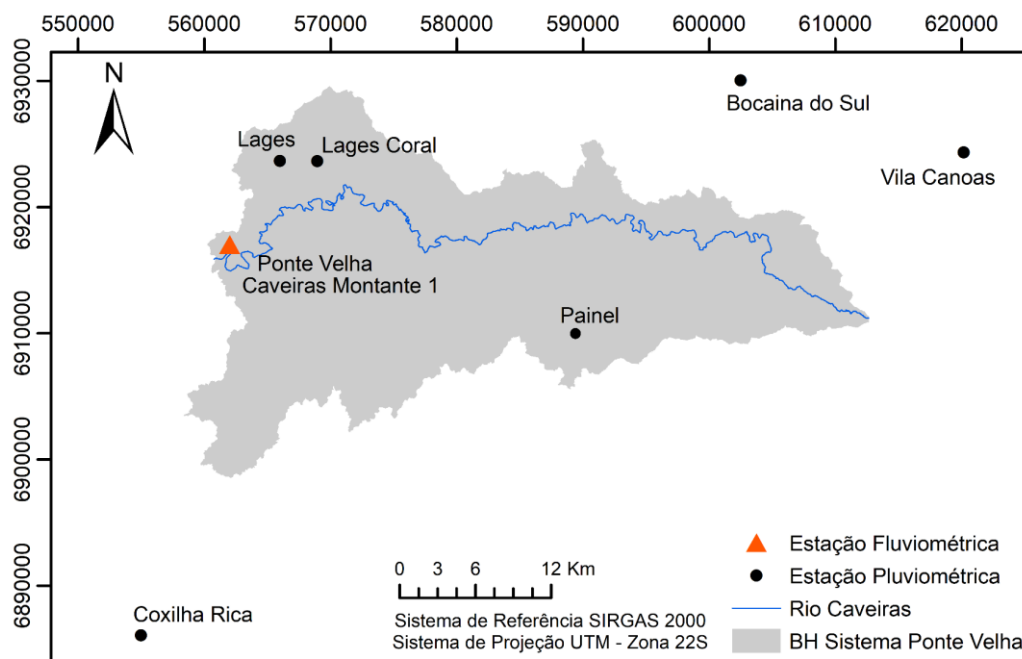 550000 560000 570000 580000 590000 600000 610000 620000
6930000
6920000
6910000
6900000
6890000
N
Bocaina do Sul
Lages
Lages Coral
Vila Canoas
Ponte Velha
Caveiras Montante 1
Painel
Coxilha Rica
0 3 6 12 Km
Sistema de Referência SIRGAS 2000
Sistema de Projeção UTM - Zona 22S
Estação Fluviométrica
Estação Pluviométrica
Rio Caveiras
BH Sistema Ponte Velha